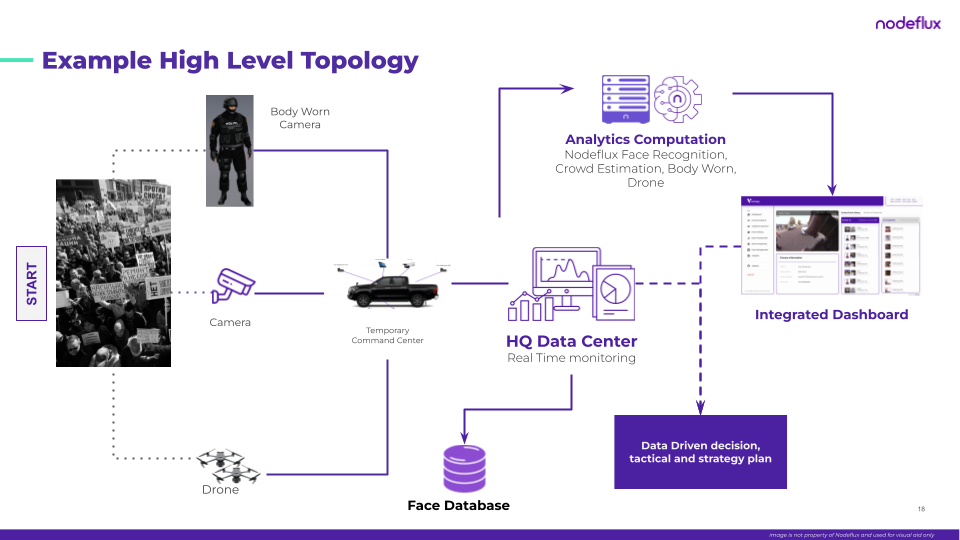 nodeflux
Example High Level Topology
Body Worn
Camera
START
ПРОТИВ
СНОСА!
Camera
Drone
Temporary
Command Center
Analytics Computation
Nodeflux Face Recognition,
Crowd Estimation, Body Worn,
Drone
HQ Data Center
Real Time monitoring
Face Database
Integrated Dashboard
Data Driven decision,
tactical and strategy plan
18
image is not property of Nodeflux and used for visual aid only